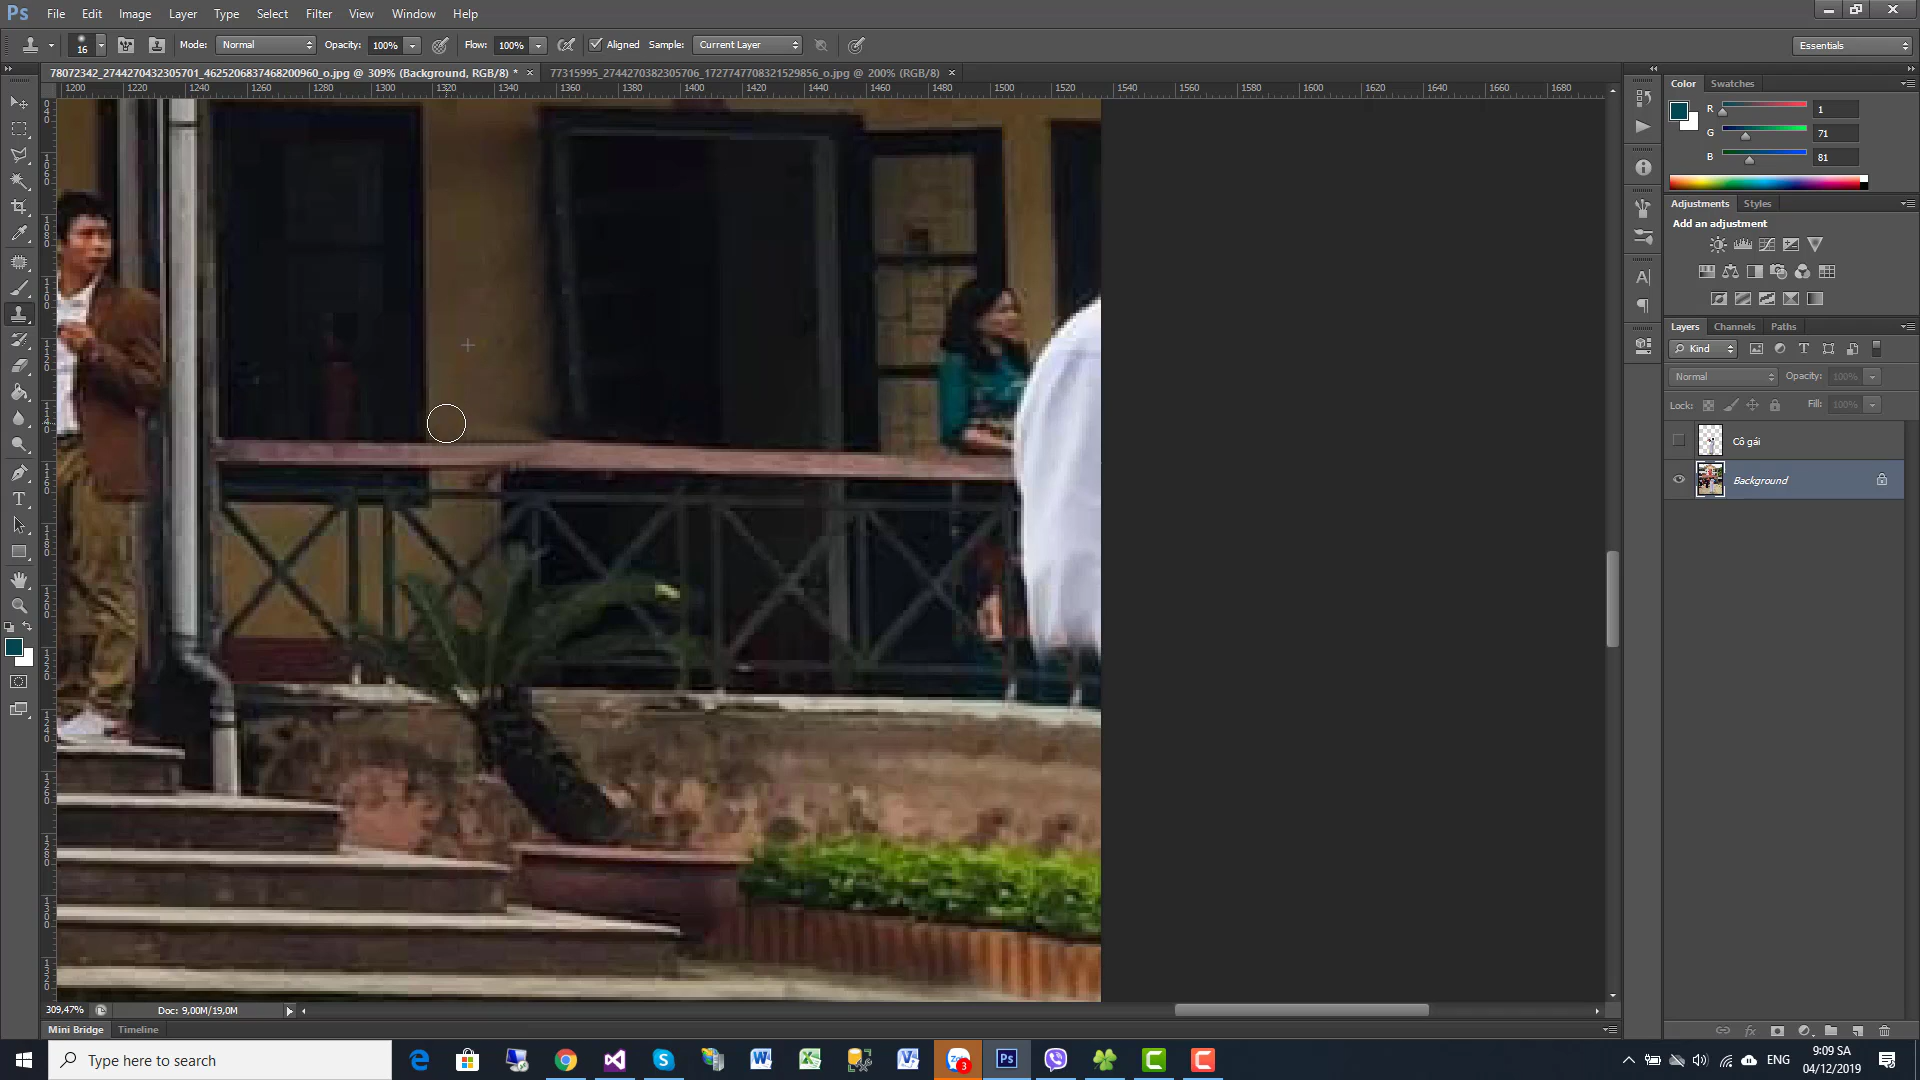 Ps File Edit Image Layer Type Select Filter View Window Help
16 Mode: Normal Opacity: 100% Flow: 100% Aligned Sample: Current Layer Essentials
78072342_2744270432305701_4625206837468200960_o.jpg @ 309% (Background, RGB/8) * × 77315995_2744270382305706_1727747708321529856_o.jpg @ 200% (RGB/8) ×
1200 1220 1240 1260 1280 1300 1320 1340 1360 1380 1400 1420 1440 1460 1480 1500 1520 1540 1560 1580 1600 1620 1640 1660 1680
Color Swatches
R 1
G 71
B 81
Adjustments Styles
Add an adjustment
Layers Channels Paths
Kind
Normal Opacity: 100%
Lock: Fill: 100%
Cô gái
Background
309,47% Doc: 9,00M/19,0M
Mini Bridge Timeline
Type here to search
3
ENG
9:09 SA
04/12/2019